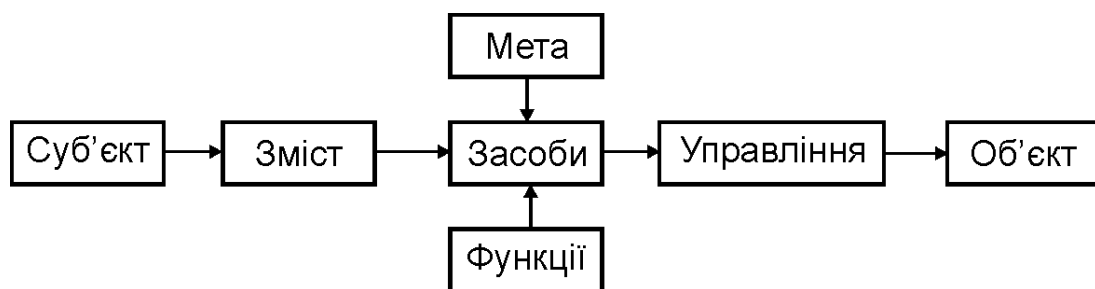 Мета
Суб’єкт
Зміст
Засоби
Управління
Об’єкт
Функції